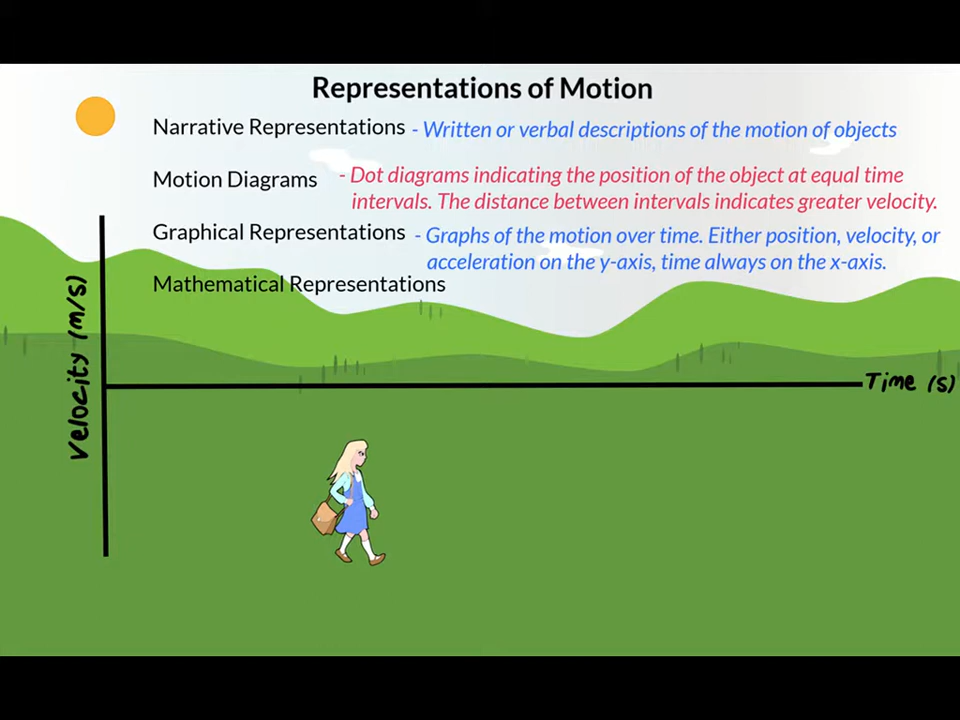 Representations of Motion
Narrative Representations - Written or verbal descriptions of the motion of objects
Motion Diagrams - Dot diagrams indicating the position of the object at equal time
intervals. The distance between intervals indicates greater velocity.
Graphical Representations - Graphs of the motion over time. Either position, velocity, or
acceleration on the y-axis, time always on the x-axis.
Mathematical Representations
Velocity (m/s)
Time (s)